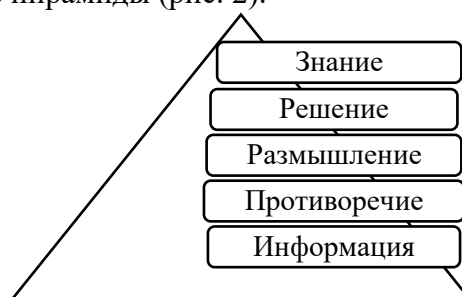 пирамиды (рис. 2):
Знание
Решение
Размышление
Противоречие
Информация